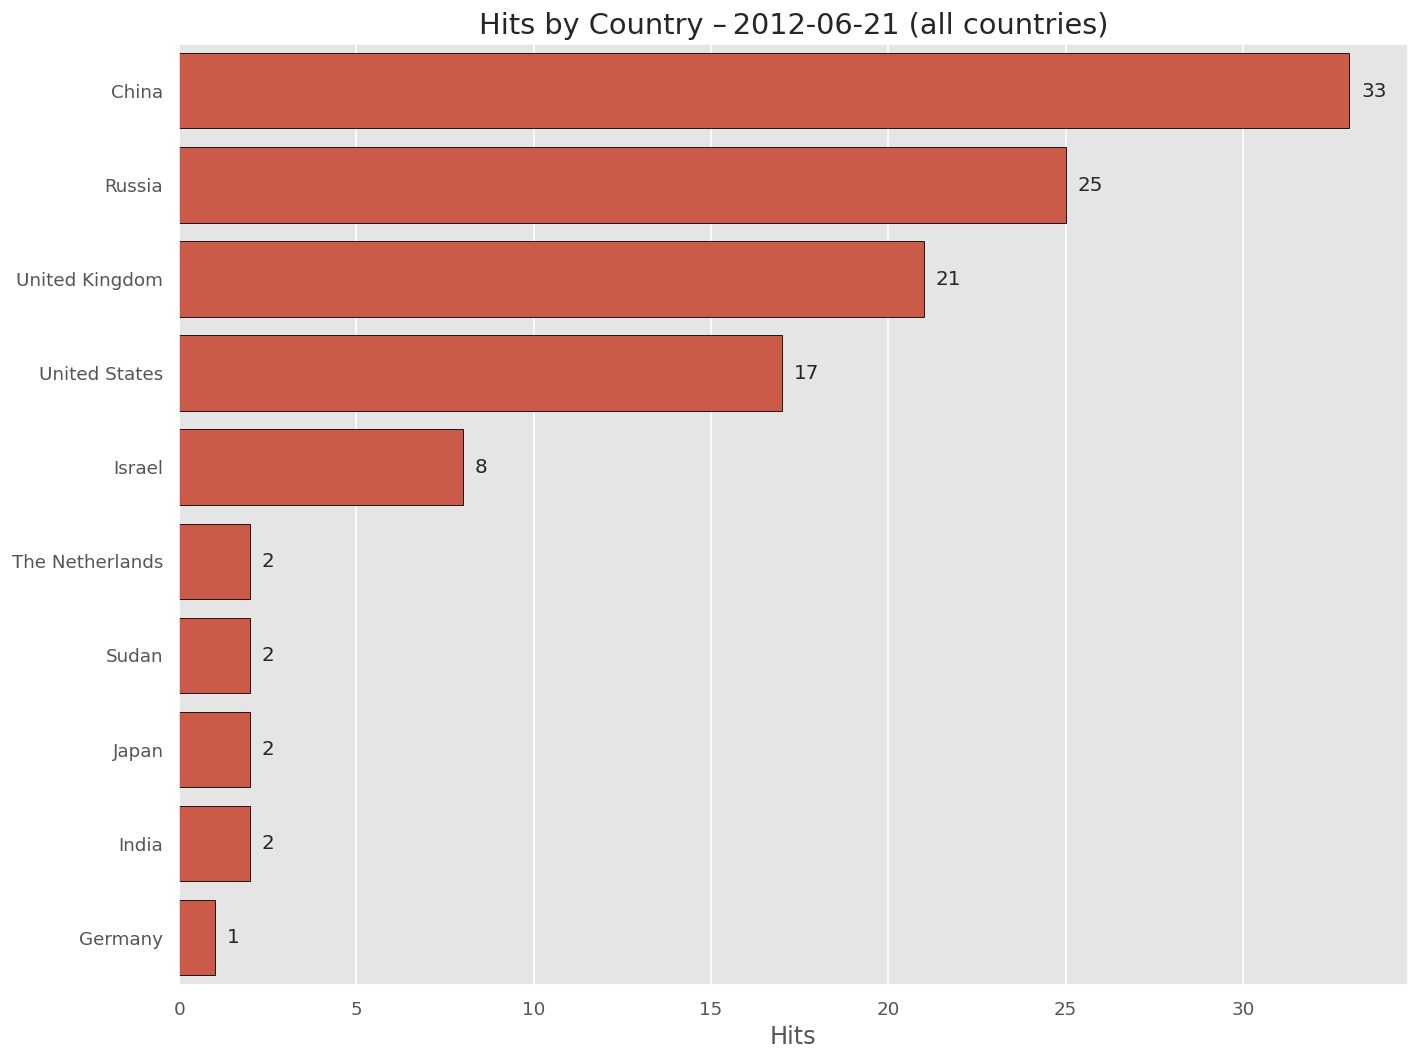 Hits by Country – 2012-06-21 (all countries)
China 33
Russia 25
United Kingdom 21
United States 17
Israel 8
The Netherlands 2
Sudan 2
Japan 2
India 2
Germany 1
0 5 10 15 20 25 30
Hits